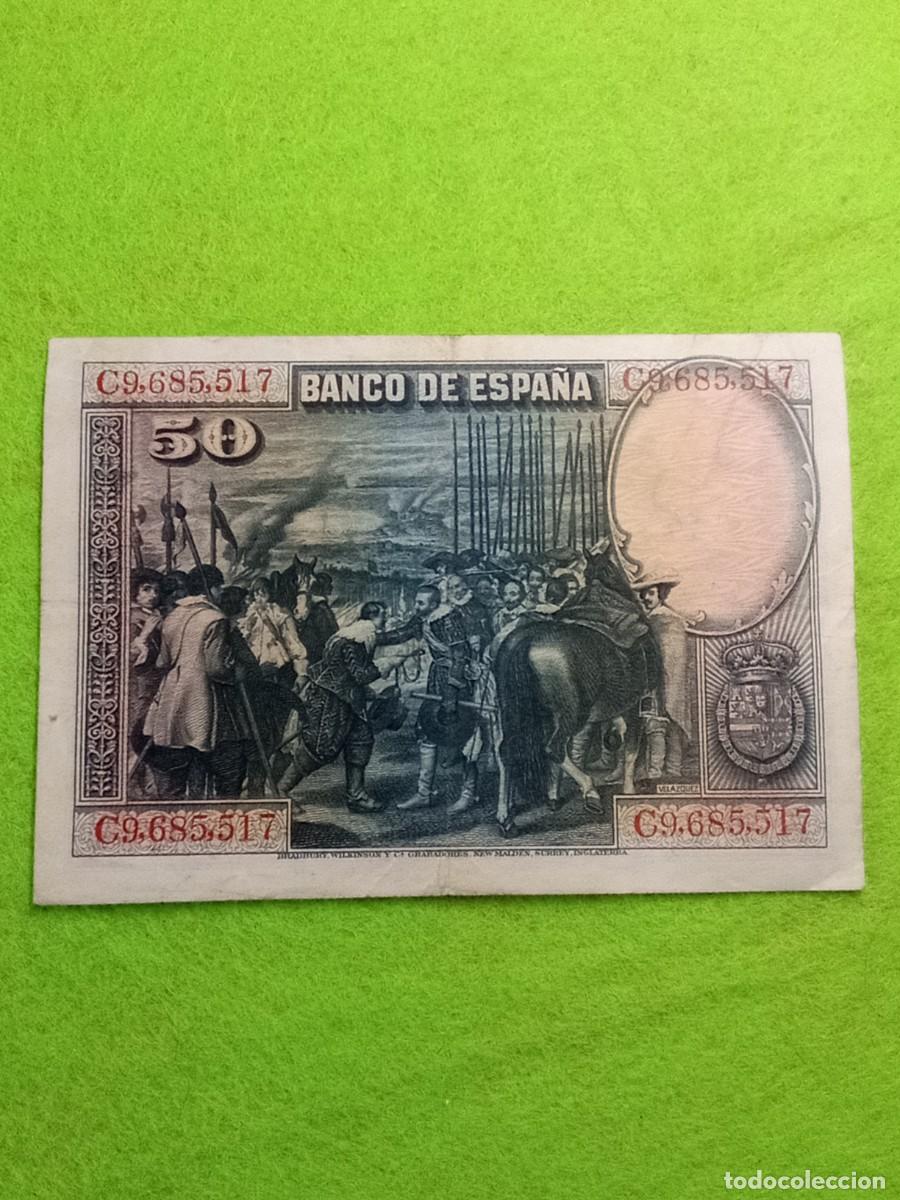 C9,685,517 BANCO DE ESPAÑA C9,685,517
50
VELAZQUEZ
C9,685,517 C9,685,517
BRADBURY, WILKINSON Y Cª. GRABADORES, NEW MALDEN, SURREY, INGLATERRA.
todocoleccion